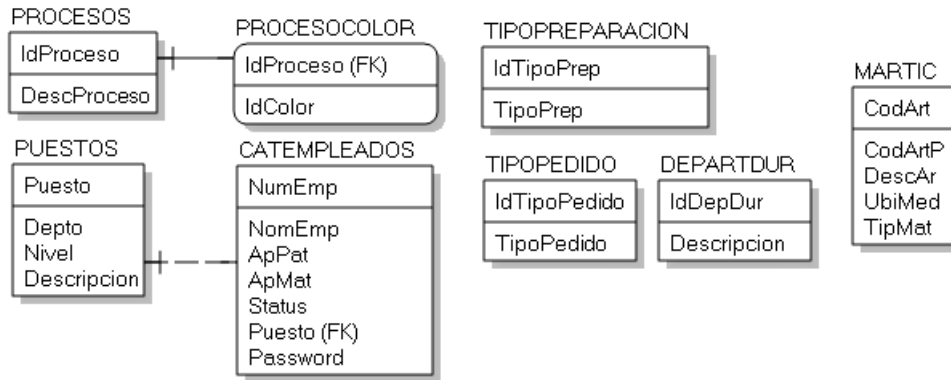 PROCESOS
IdProceso
DescProceso
PROCESOCOLOR
IdProceso (FK)
IdColor
TIPOPREPARACION
IdTipoPrep
TipoPrep
MARTIC
CodArt
CodArtP
DescAr
UbiMed
TipMat
PUESTOS
Puesto
Depto
Nivel
Descripcion
CATEMPLEADOS
NumEmp
NomEmp
ApPat
ApMat
Status
Puesto (FK)
Password
TIPOPEDIDO
IdTipoPedido
TipoPedido
DEPARTDUR
IdDepDur
Descripcion